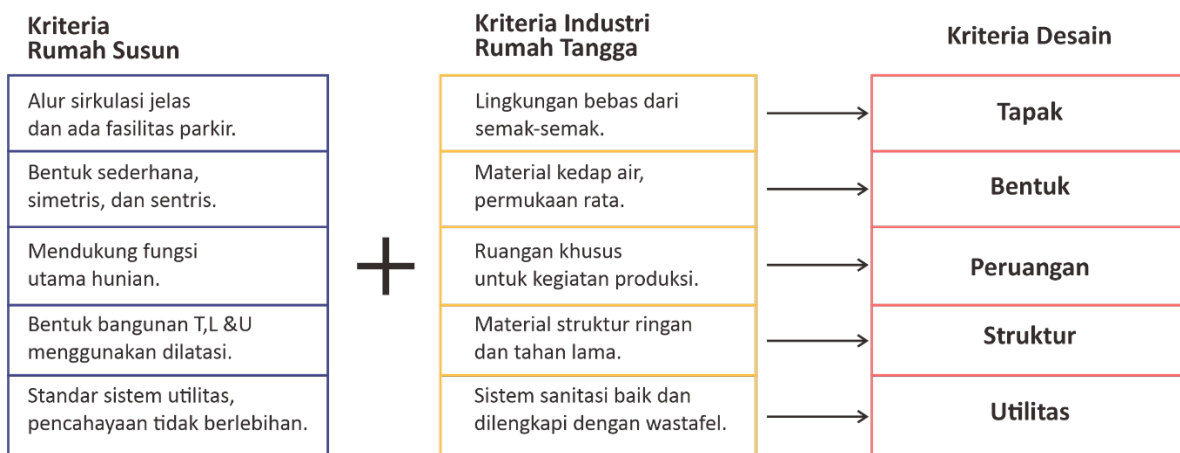 Kriteria
Rumah Susun
Alur sirkulasi jelas
dan ada fasilitas parkir.
Bentuk sederhana,
simetris, dan sentris.
Mendukung fungsi
utama hunian.
Bentuk bangunan T,L &U
menggunakan dilatasi.
Standar sistem utilitas,
pencahayaan tidak berlebihan.
+
Kriteria Industri
Rumah Tangga
Lingkungan bebas dari
semak-semak.
Material kedap air,
permukaan rata.
Ruangan khusus
untuk kegiatan produksi.
Material struktur ringan
dan tahan lama.
Sistem sanitasi baik dan
dilengkapi dengan wastafel.
Kriteria Desain
Tapak
Bentuk
Peruangan
Struktur
Utilitas